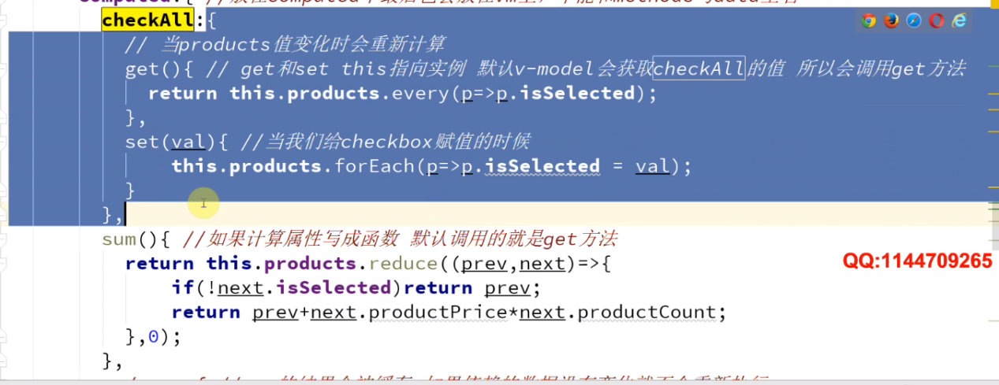 checkAll:{
// 当products值变化时会重新计算
get(){ // get和set this指向实例 默认v-model会获取checkAll的值 所以会调用get方法
return this.products.every(p=>p.isSelected);
},
set(val){ //当我们给checkbox赋值的时候
this.products.forEach(p=>p.isSelected = val);
}
},
sum(){ //如果计算属性写成函数 默认调用的就是get方法
return this.products.reduce((prev,next)=>{
QQ:1144709265
if(!next.isSelected)return prev;
return prev+next.productPrice*next.productCount;
},0);
},